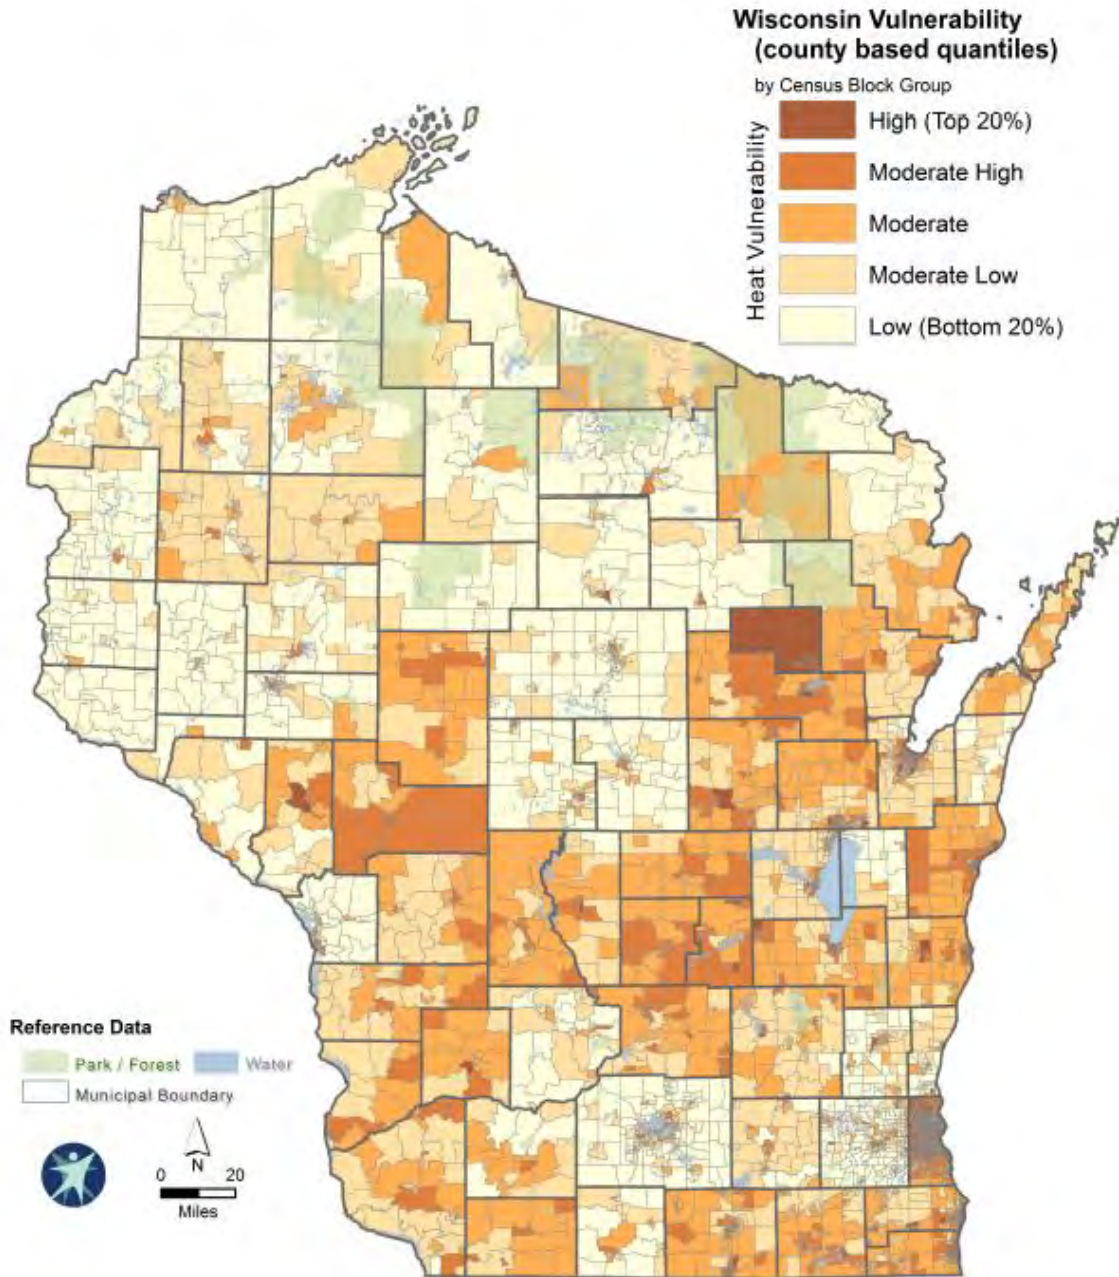 Wisconsin Vulnerability
(county based quantiles)
by Census Block Group
Heat Vulnerability
High (Top 20%)
Moderate High
Moderate
Moderate Low
Low (Bottom 20%)
Reference Data
Park / Forest
Water
Municipal Boundary
N
0 20
Miles